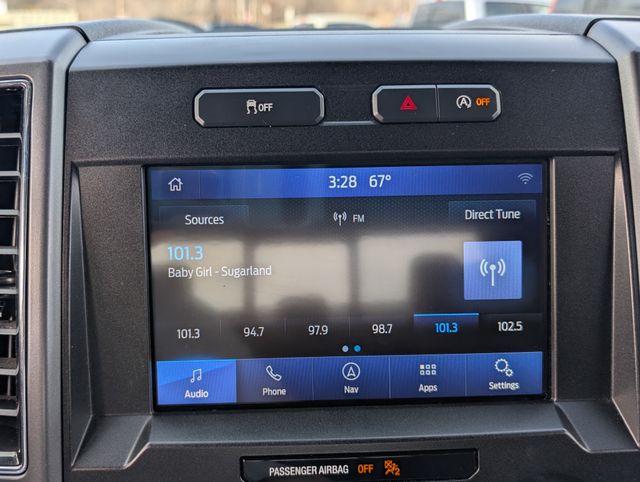 OFF
OFF
3:28 67°
Sources FM Direct Tune
101.3
Baby Girl - Sugarland
101.3 94.7 97.9 98.7 101.3 102.5
Audio Phone Nav Apps Settings
PASSENGER AIRBAG OFF 2